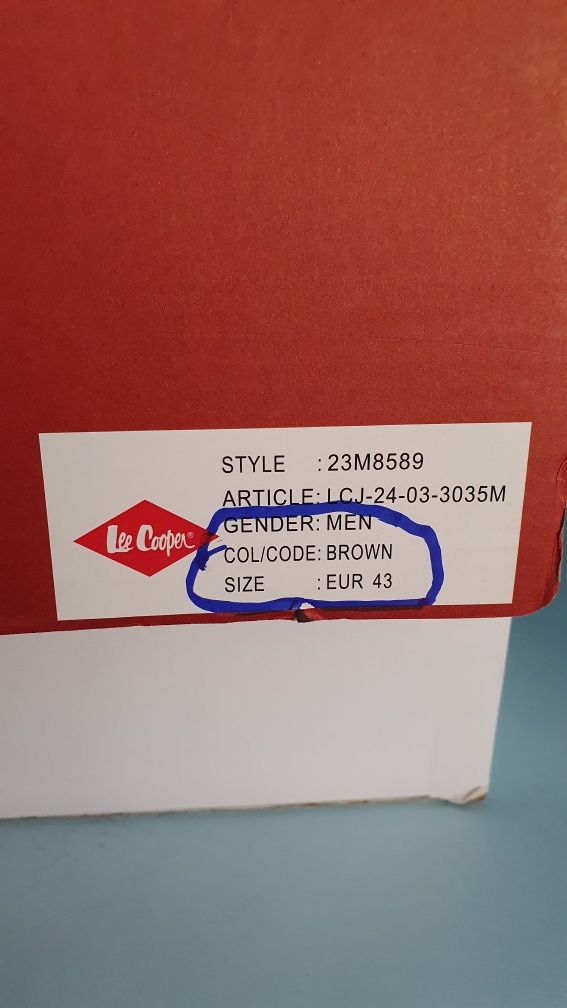 STYLE : 23M8589
ARTICLE: LCJ-24-03-3035M
GENDER: MEN
Lee Cooper®
COL/CODE: BROWN
SIZE : EUR 43